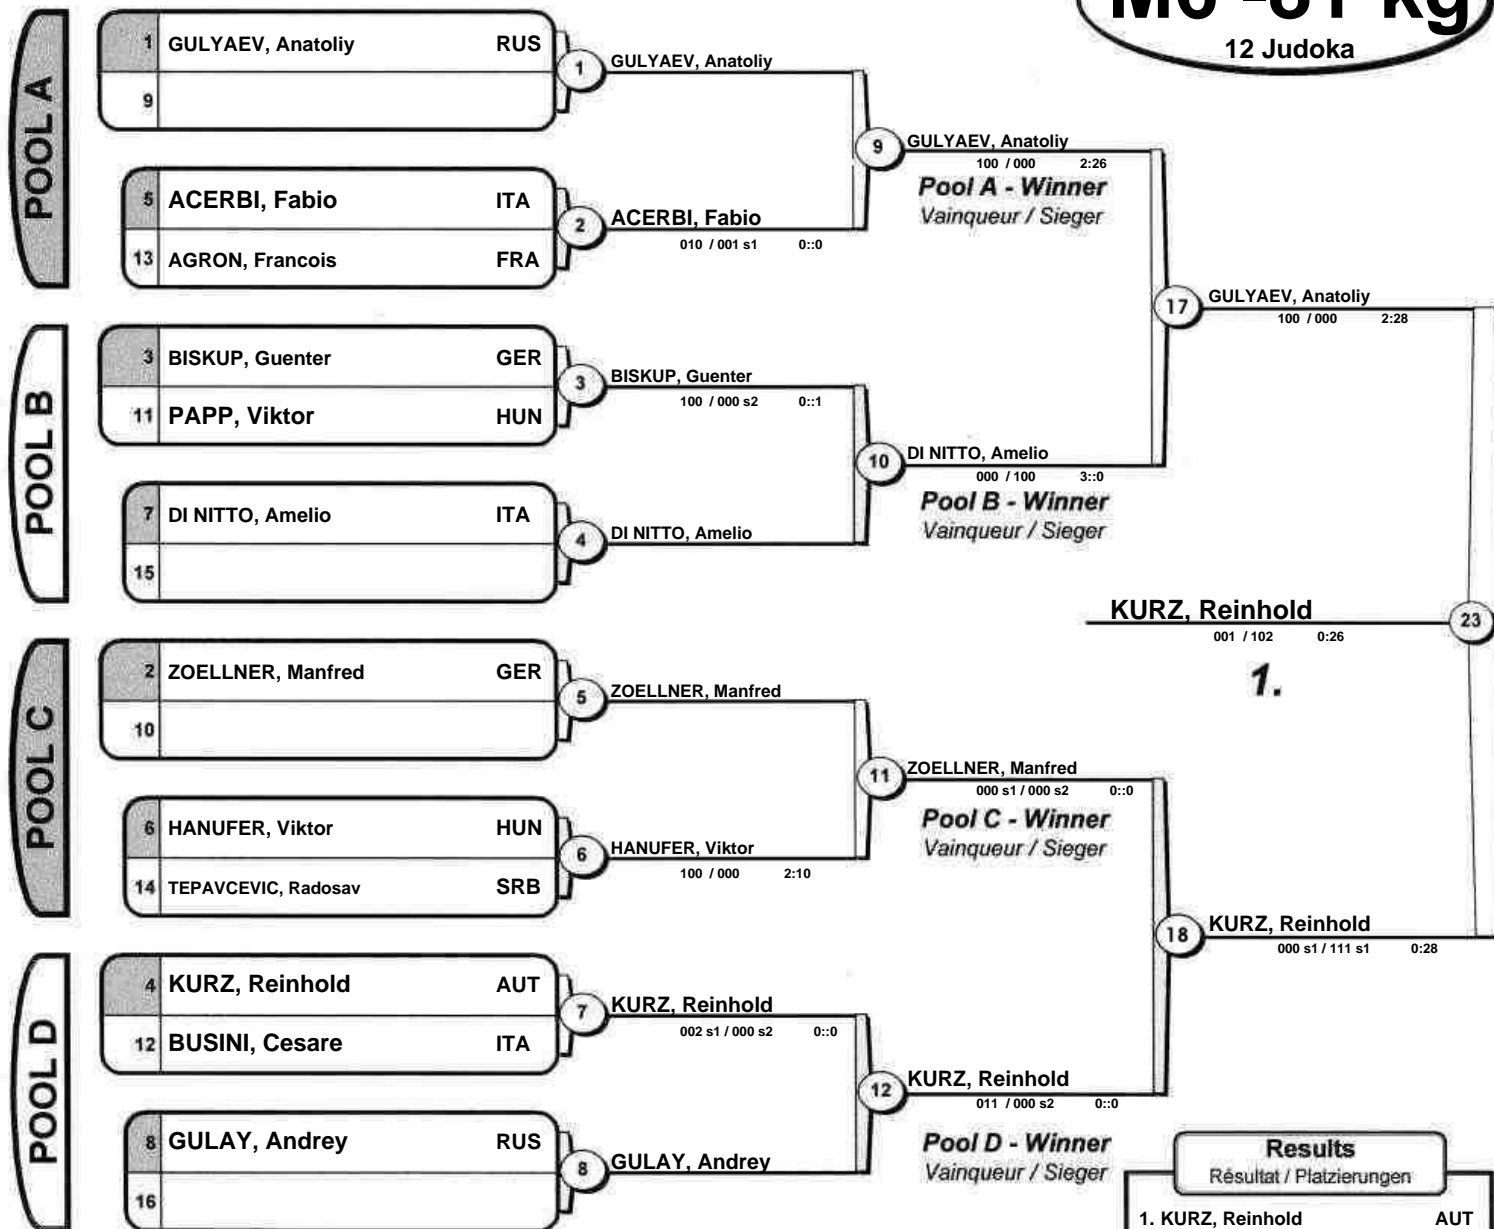 M6 -81 kg
12 Judoka
POOL A
1 GULYAEV, Anatoliy RUS
9
1 GULYAEV, Anatoliy
5 ACERBI, Fabio ITA
13 AGRON, Francois FRA
2 ACERBI, Fabio
010 / 001 s1 0::0
9 GULYAEV, Anatoliy
100 / 000 2:26
Pool A - Winner
Vainqueur / Sieger
POOL B
3 BISKUP, Guenter GER
11 PAPP, Viktor HUN
3 BISKUP, Guenter
100 / 000 s2 0::1
7 DI NITTO, Amelio ITA
15
4 DI NITTO, Amelio
10 DI NITTO, Amelio
000 / 100 3::0
Pool B - Winner
Vainqueur / Sieger
17 GULYAEV, Anatoliy
100 / 000 2:28
KURZ, Reinhold 23
001 / 102 0:26
1.
POOL C
2 ZOELLNER, Manfred GER
10
5 ZOELLNER, Manfred
6 HANUFER, Viktor HUN
14 TEPAVCEVIC, Radosav SRB
6 HANUFER, Viktor
100 / 000 2:10
11 ZOELLNER, Manfred
000 s1 / 000 s2 0::0
Pool C - Winner
Vainqueur / Sieger
18 KURZ, Reinhold
000 s1 / 111 s1 0:28
POOL D
4 KURZ, Reinhold AUT
12 BUSINI, Cesare ITA
7 KURZ, Reinhold
002 s1 / 000 s2 0::0
8 GULAY, Andrey RUS
16
8 GULAY, Andrey
12 KURZ, Reinhold
011 / 000 s2 0::0
Pool D - Winner
Vainqueur / Sieger
Results
Résultat / Platzierungen
1. KURZ, Reinhold AUT